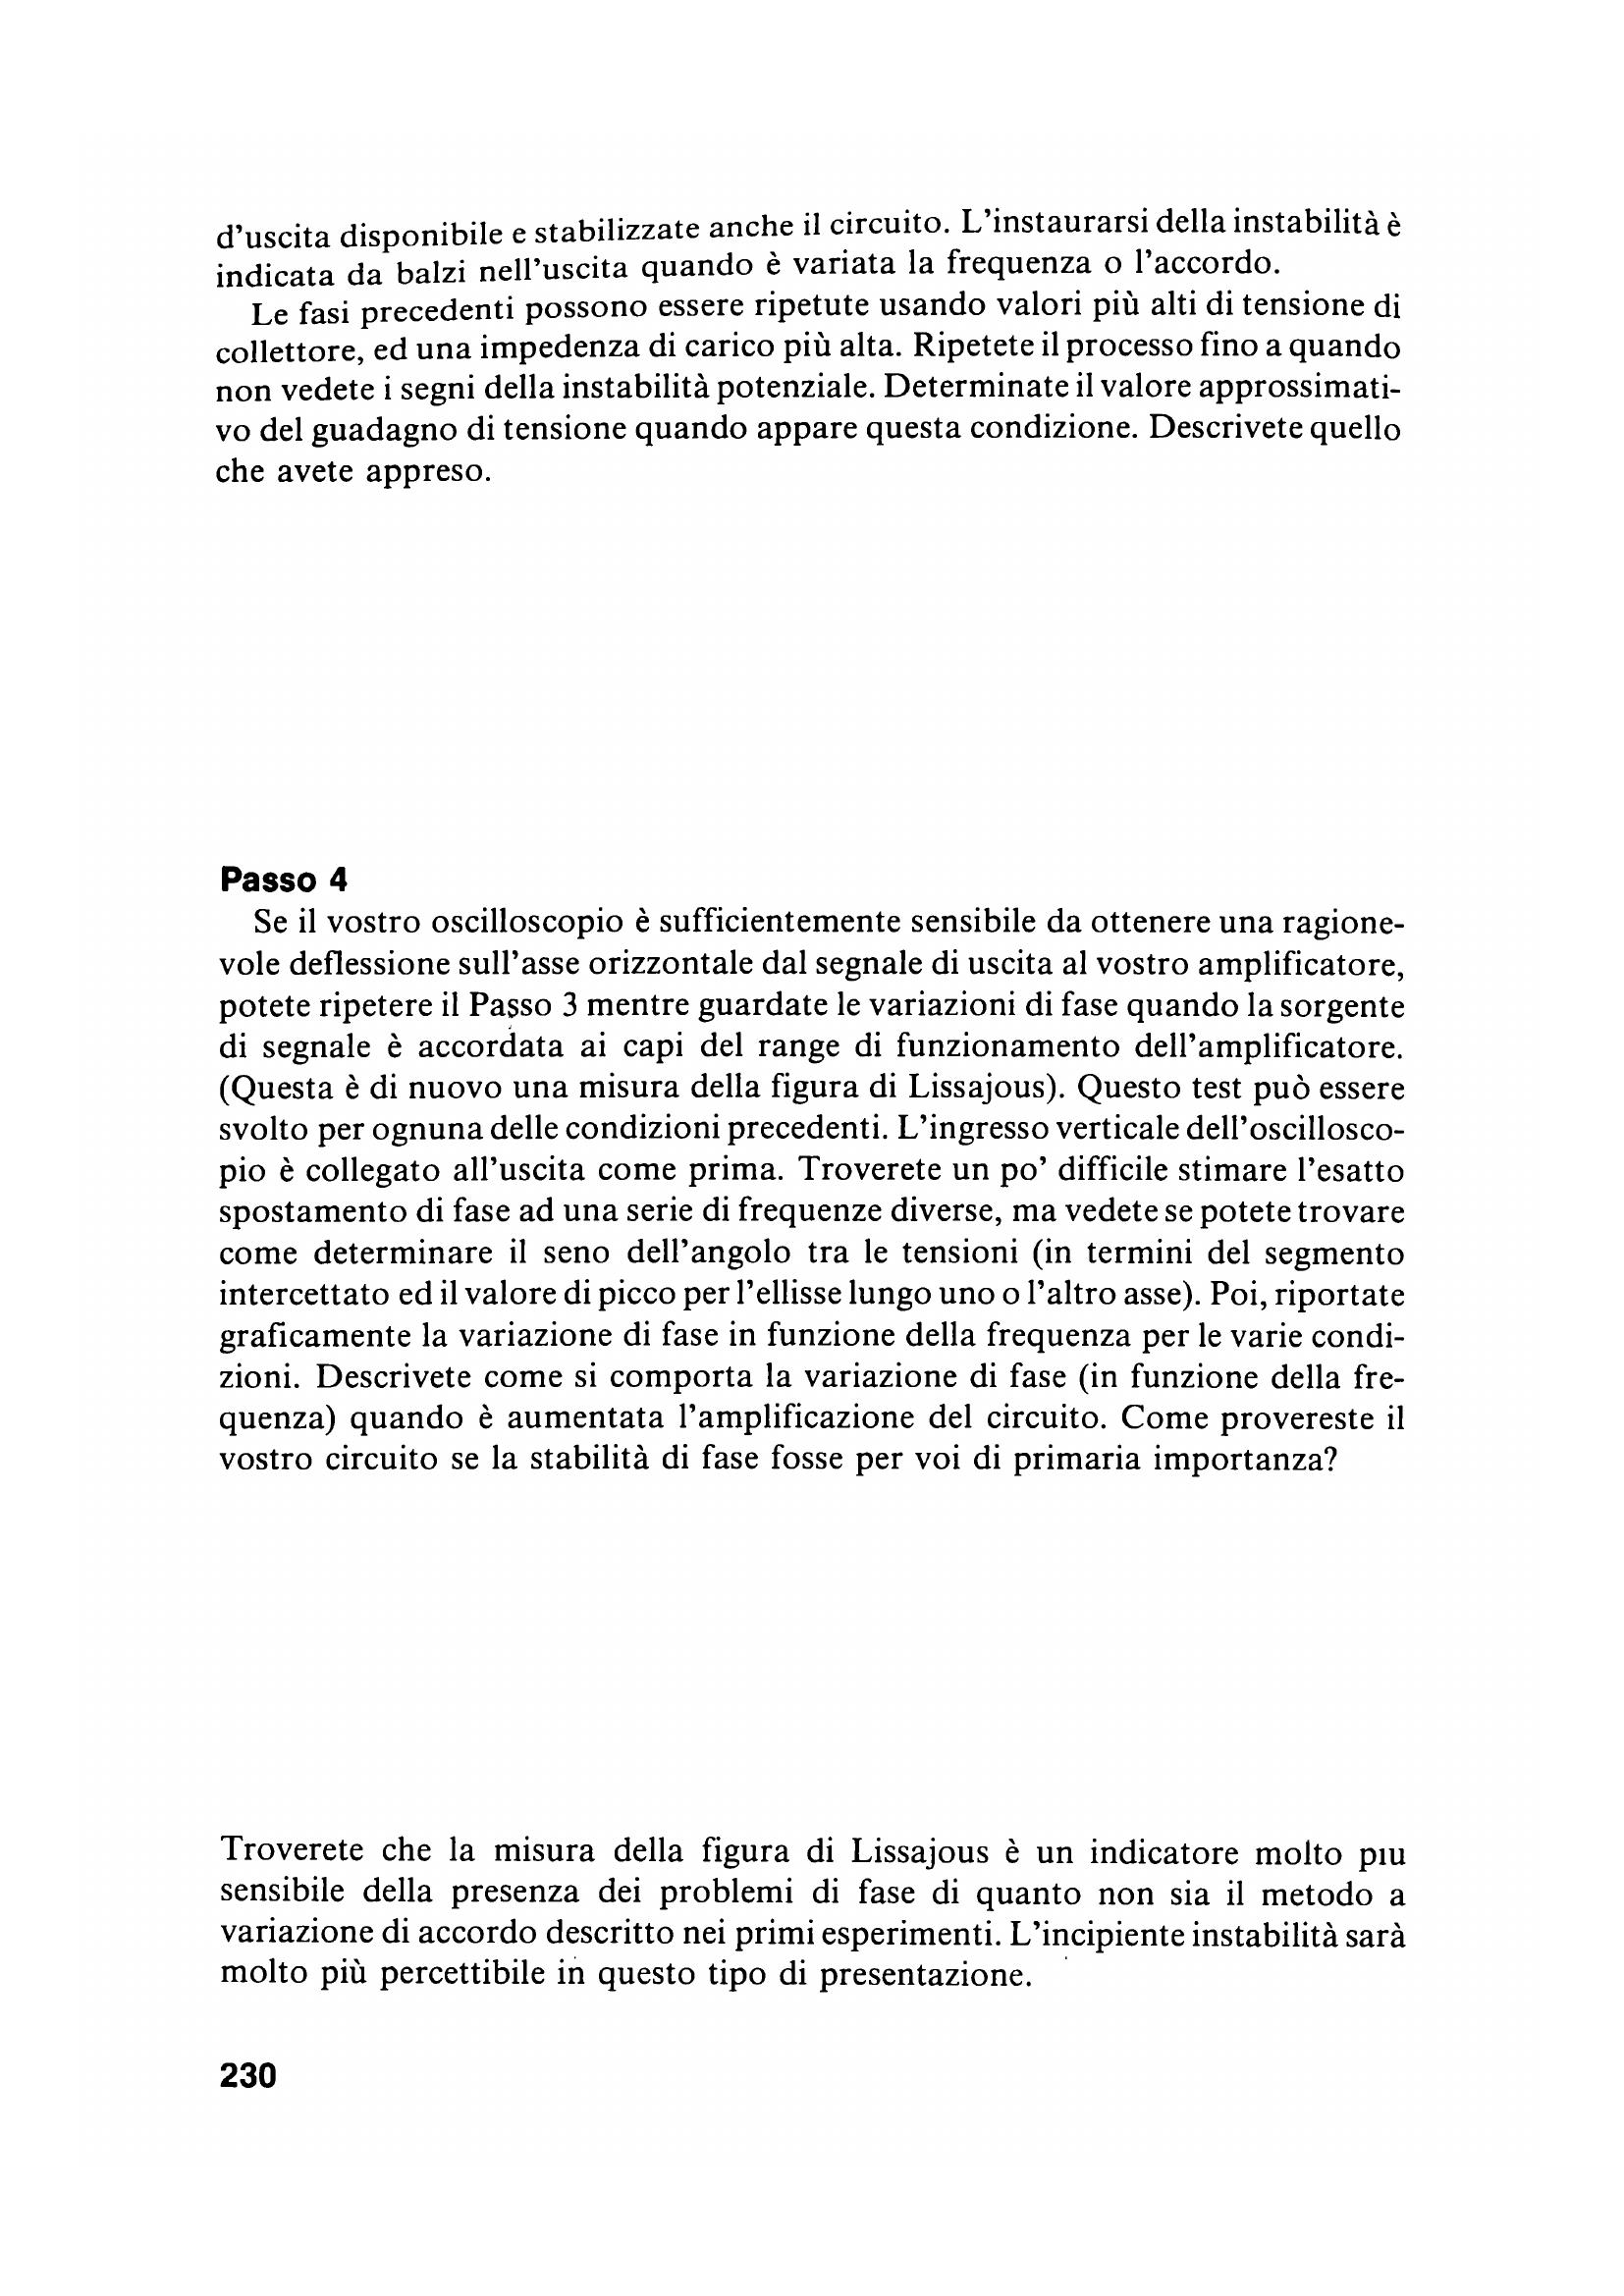 d'uscita disponibile e stabilizzate anche il circuito. L'instaurarsi della instabilità è
indicata da balzi nell'uscita quando è variata la frequenza o l'accordo.
Le fasi precedenti possono essere ripetute usando valori più alti di tensione di
collettore, ed una impedenza di carico più alta. Ripetete il processo fino a quando
non vedete i segni della instabilità potenziale. Determinate il valore approssimati-
vo del guadagno di tensione quando appare questa condizione. Descrivete quello
che avete appreso.
Passo 4
Se il vostro oscilloscopio è sufficientemente sensibile da ottenere una ragione-
vole deflessione sull'asse orizzontale dal segnale di uscita al vostro amplificatore,
potete ripetere il Passo 3 mentre guardate le variazioni di fase quando la sorgente
di segnale è accordata ai capi del range di funzionamento dell'amplificatore.
(Questa è di nuovo una misura della figura di Lissajous). Questo test può essere
svolto per ognuna delle condizioni precedenti. L'ingresso verticale dell'oscillosco-
pio è collegato all'uscita come prima. Troverete un po' difficile stimare l'esatto
spostamento di fase ad una serie di frequenze diverse, ma vedete se potete trovare
come determinare il seno dell'angolo tra le tensioni (in termini del segmento
intercettato ed il valore di picco per l'ellisse lungo uno o l'altro asse). Poi, riportate
graficamente la variazione di fase in funzione della frequenza per le varie condi-
zioni. Descrivete come si comporta la variazione di fase (in funzione della fre-
quenza) quando è aumentata l'amplificazione del circuito. Come provereste il
vostro circuito se la stabilità di fase fosse per voi di primaria importanza?
Troverete che la misura della figura di Lissajous è un indicatore molto più
sensibile della presenza dei problemi di fase di quanto non sia il metodo a
variazione di accordo descritto nei primi esperimenti. L'incipiente instabilità sarà
molto più percettibile in questo tipo di presentazione.
230